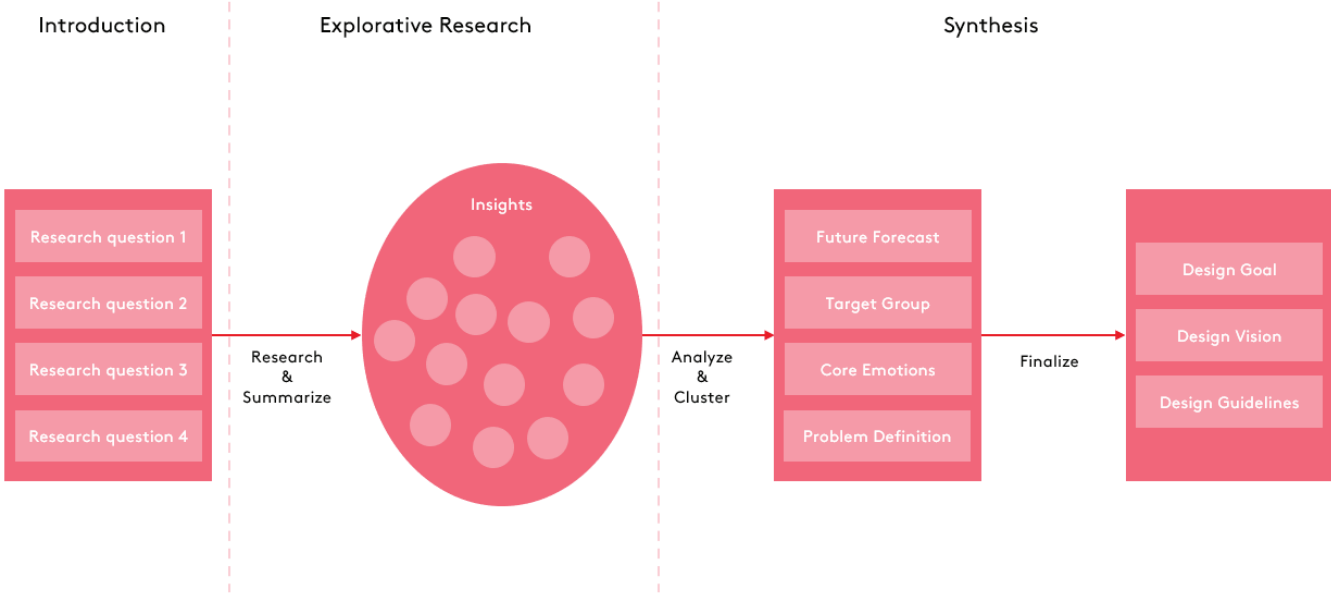 Introduction
Explorative Research
Synthesis
Research question 1
Research question 2
Research question 3
Research question 4
Research
&
Summarize
Insights
Analyze
&
Cluster
Future Forecast
Target Group
Core Emotions
Problem Definition
Finalize
Design Goal
Design Vision
Design Guidelines